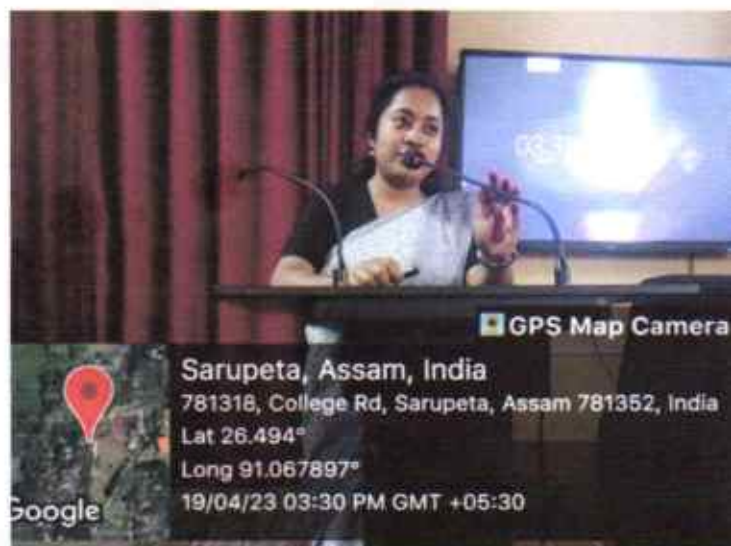 GPS Map Camera
Sarupeta, Assam, India
781318, College Rd, Sarupeta, Assam 781352, India
Lat 26.494°
Long 91.067897°
19/04/23 03:30 PM GMT +05:30
Google